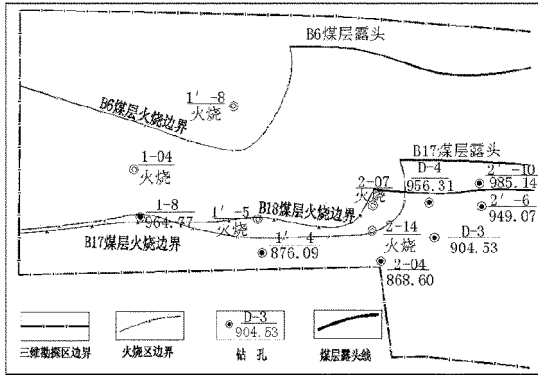 B6煤层露头
1′-8
火烧
B6煤层火烧边界
B17煤层露头
1-04
火烧
2-07
火烧
D-4
956.31
2′-10
985.14
1-8
964.77
1′-5
火烧
B18煤层火烧边界
2′-6
949.07
B17煤层火烧边界
1′-4
876.09
2-14
火烧
D-3
904.53
2-04
868.60
D-3
904.53
三维勘探区边界
火烧区边界
钻 孔
煤层露头线